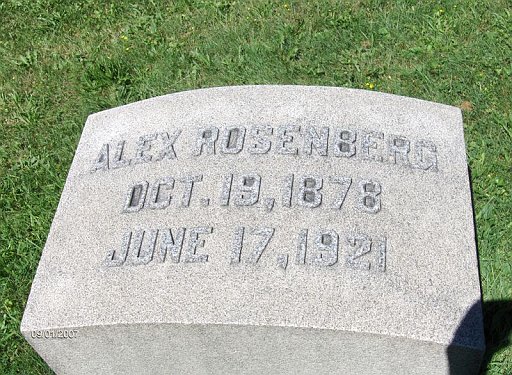 ALEX ROSENBERG
OCT. 19, 1878
JUNE 17, 1921
09/01/2007